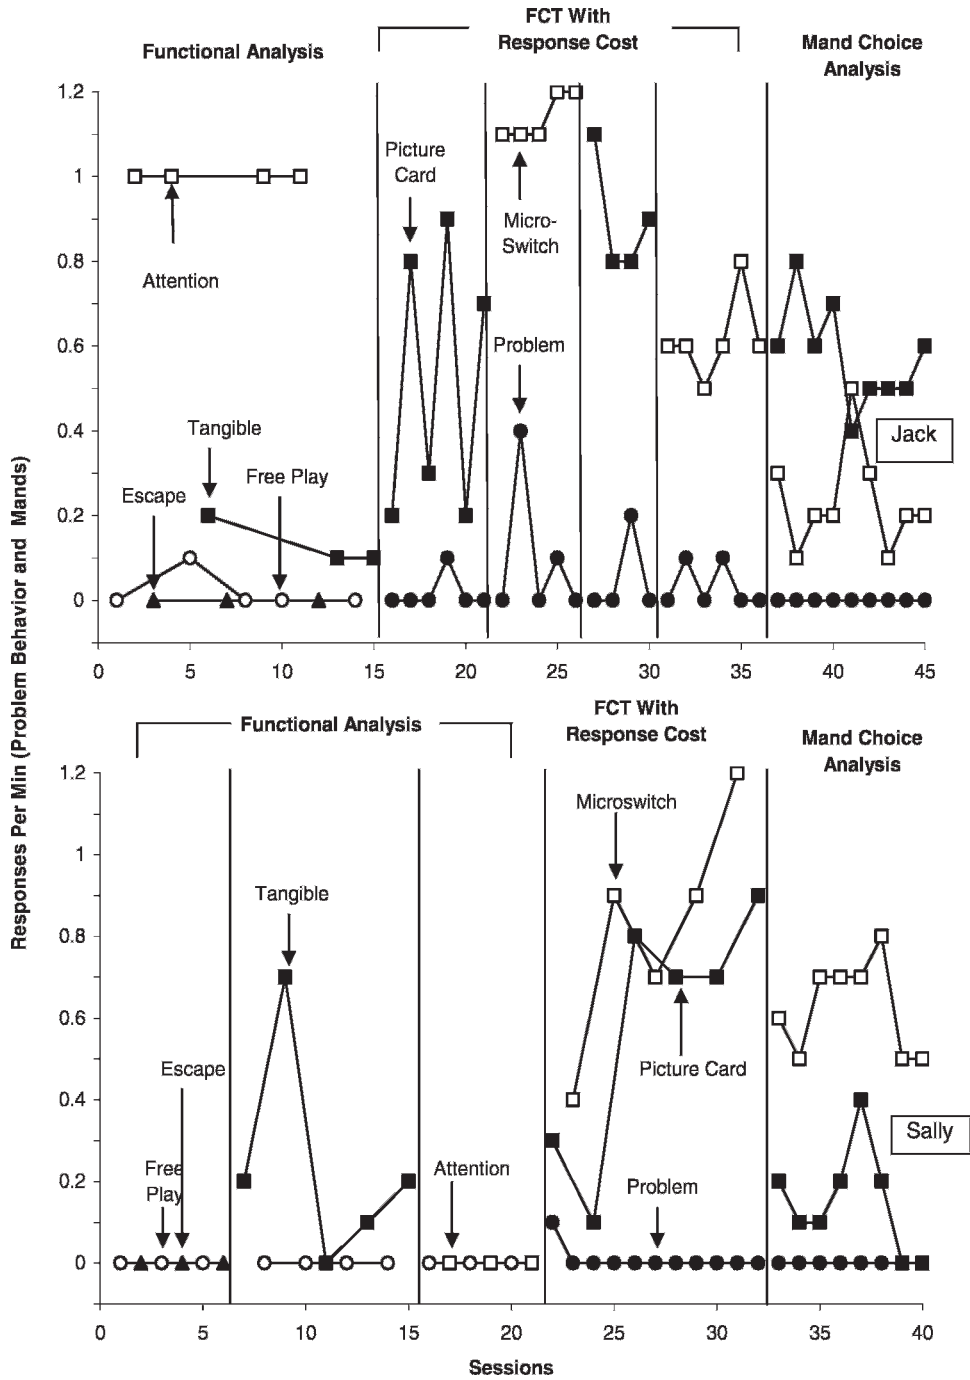 FCT With
Response Cost
Functional Analysis
Mand Choice
Analysis
1.2
Picture
Card
1
Micro-
Switch
Attention
0.8
Problem
0.6
Tangible
Jack
0.4
Free Play
Escape
0.2
0
0 5 10 15 20 25 30 35 40 45
Responses Per Min (Problem Behavior and Mands)
FCT With
Response Cost
Functional Analysis
Mand Choice
Analysis
1.2
Microswitch
1
Tangible
0.8
0.6
Escape
Picture Card
0.4
Sally
Free
Play
Attention
Problem
0.2
0
0 5 10 15 20 25 30 35 40
Sessions